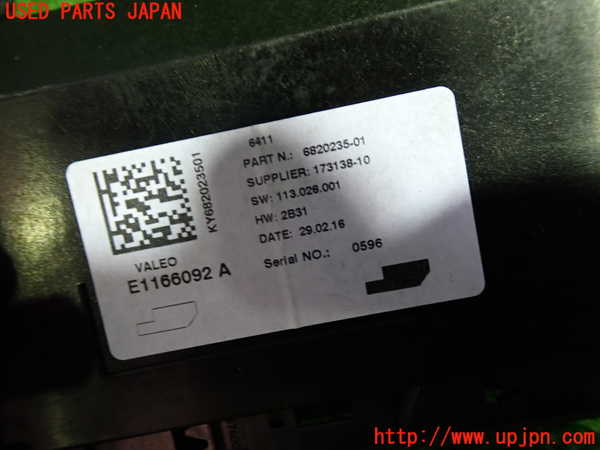 USED PARTS JAPAN
6411
PART N.: 6820235-01
SUPPLIER: 173138-10
SW: 113.026.001
HW: 2B31
DATE: 29.02.16
Serial NO.: 0596
KY682023501
VALEO
E1166092 A
http://www.upjpn.com/